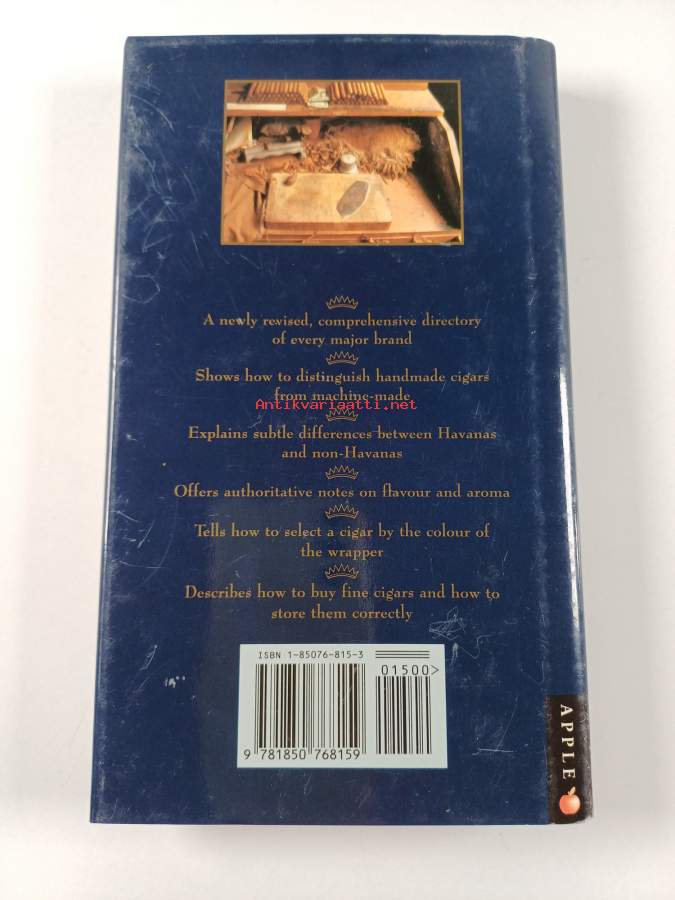 A newly revised, comprehensive directory
of every major brand
Shows how to distinguish handmade cigars
from machine-made
Antikvariaatti.net
Explains subtle differences between Havanas
and non-Havanas
Offers authoritative notes on flavour and aroma
Tells how to select a cigar by the colour of
the wrapper
Describes how to buy fine cigars and how to
store them correctly
ISBN 1-85076-815-3
01500>
9 781850 768159
APPLE